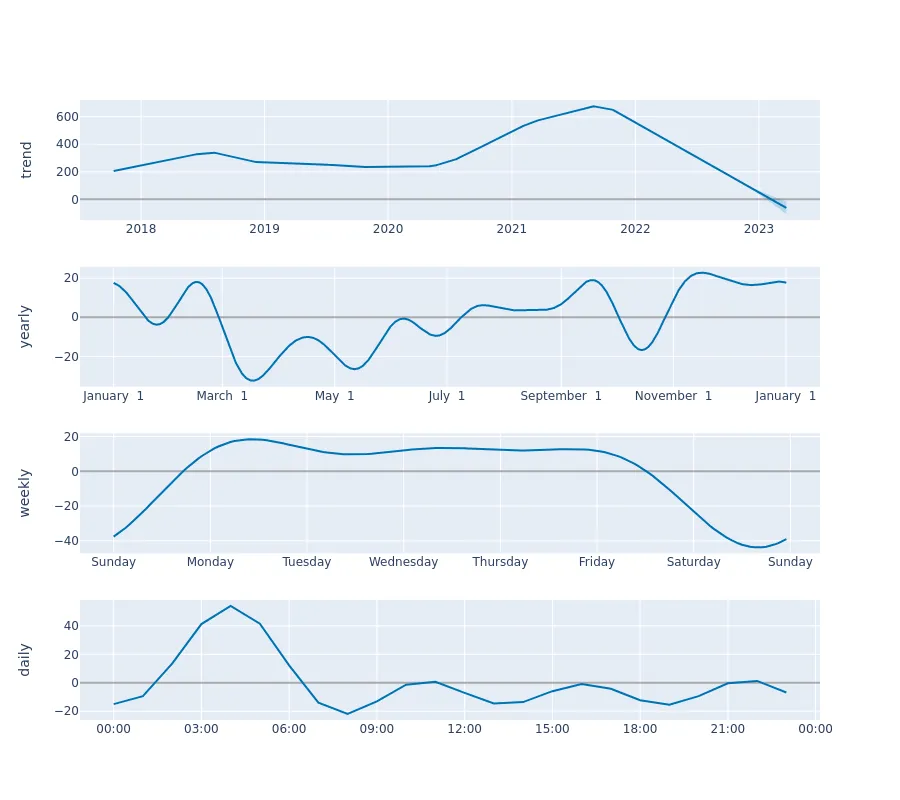 trend
600
400
200
0
2018 2019 2020 2021 2022 2023
yearly
20
0
−20
January 1 March 1 May 1 July 1 September 1 November 1 January 1
weekly
20
0
−20
−40
Sunday Monday Tuesday Wednesday Thursday Friday Saturday Sunday
daily
40
20
0
−20
00:00 03:00 06:00 09:00 12:00 15:00 18:00 21:00 00:00